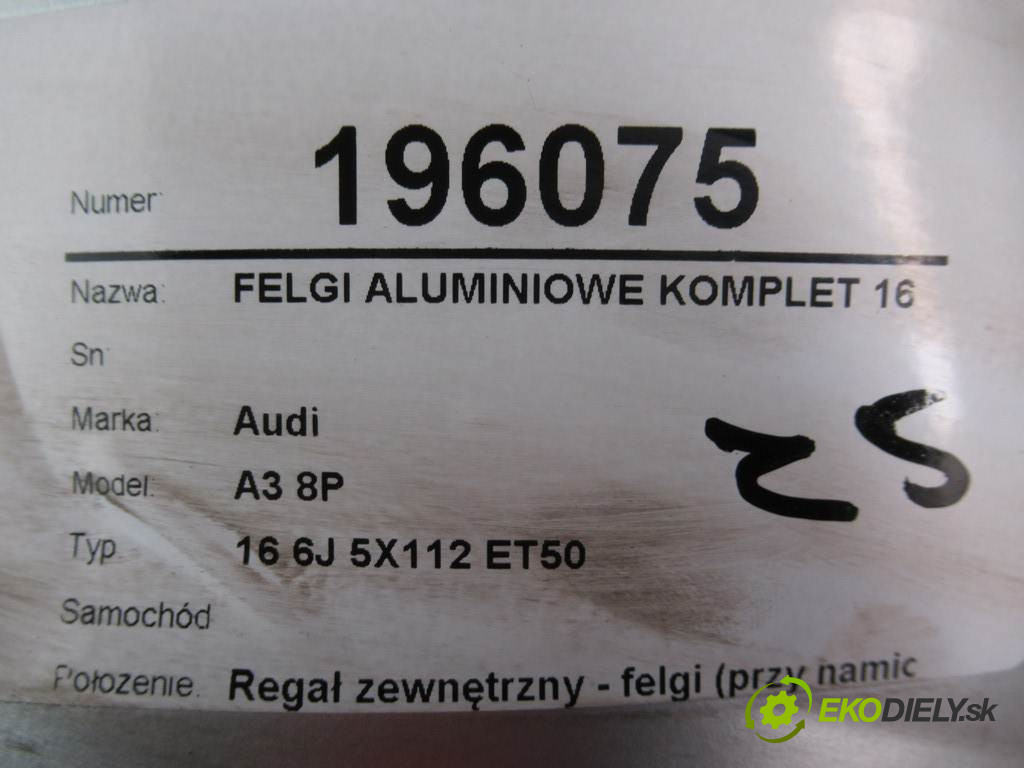 Numer 196075
Nazwa: FELGI ALUMINIOWE KOMPLET 16
Sn
Marka: Audi
Model: A3 8P
Typ 16 6J 5X112 ET50
ZS
Samochód
Położenie. Regał zewnętrzny - felgi (przy namic
EKODIELY.sk